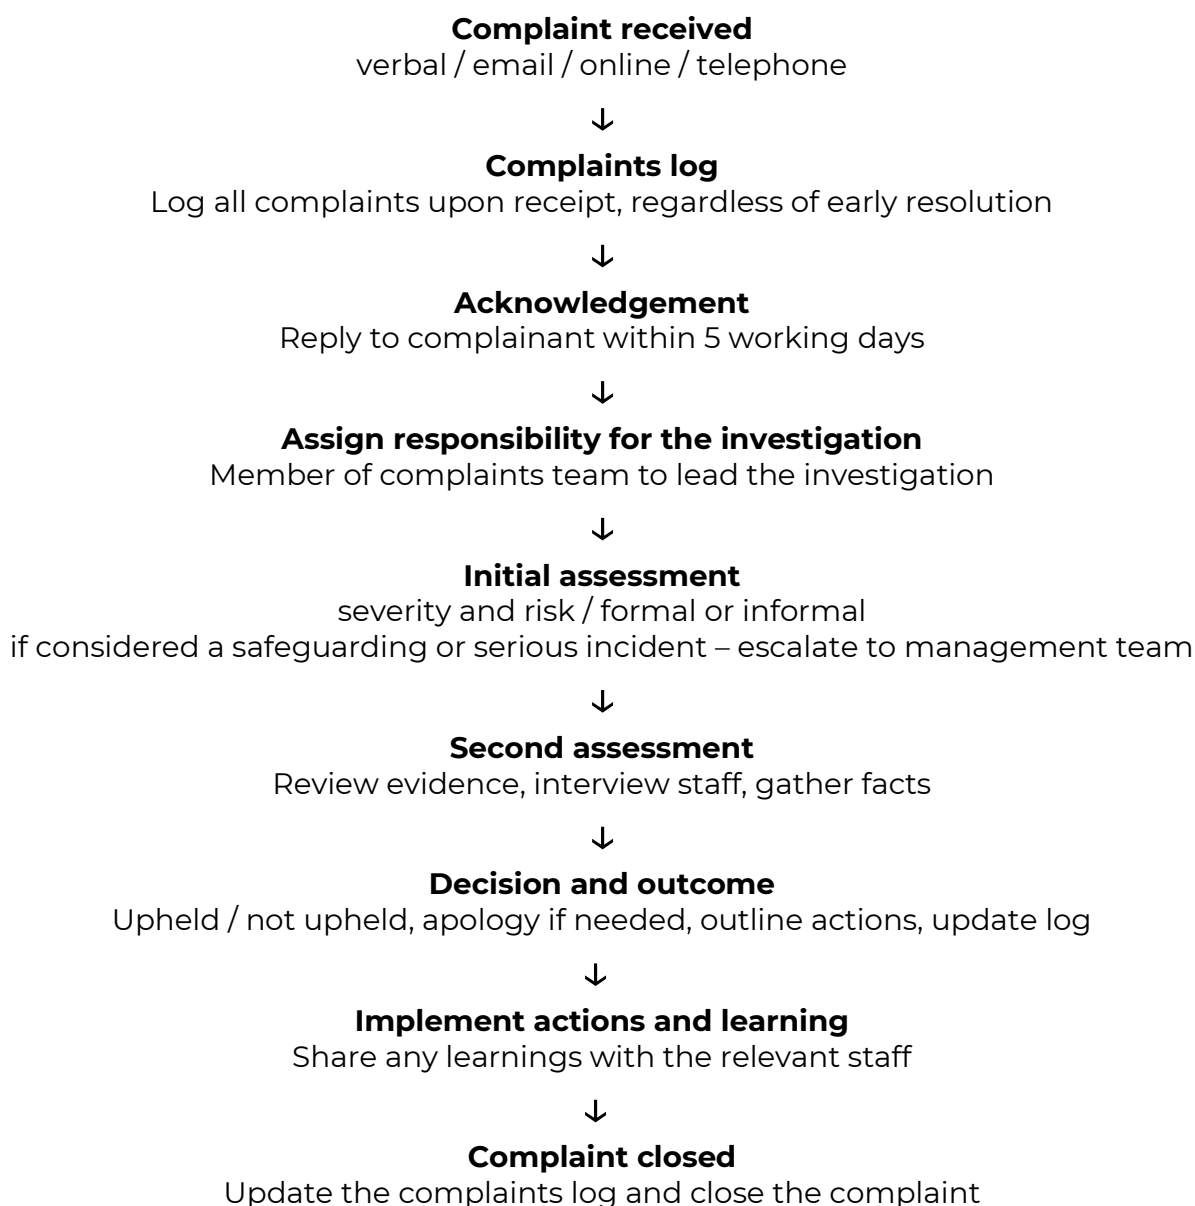 Complaint received
verbal / email / online / telephone
↓
Complaints log
Log all complaints upon receipt, regardless of early resolution
↓
Acknowledgement
Reply to complainant within 5 working days
↓
Assign responsibility for the investigation
Member of complaints team to lead the investigation
↓
Initial assessment
severity and risk / formal or informal
if considered a safeguarding or serious incident – escalate to management team
↓
Second assessment
Review evidence, interview staff, gather facts
↓
Decision and outcome
Upheld / not upheld, apology if needed, outline actions, update log
↓
Implement actions and learning
Share any learnings with the relevant staff
↓
Complaint closed
Update the complaints log and close the complaint